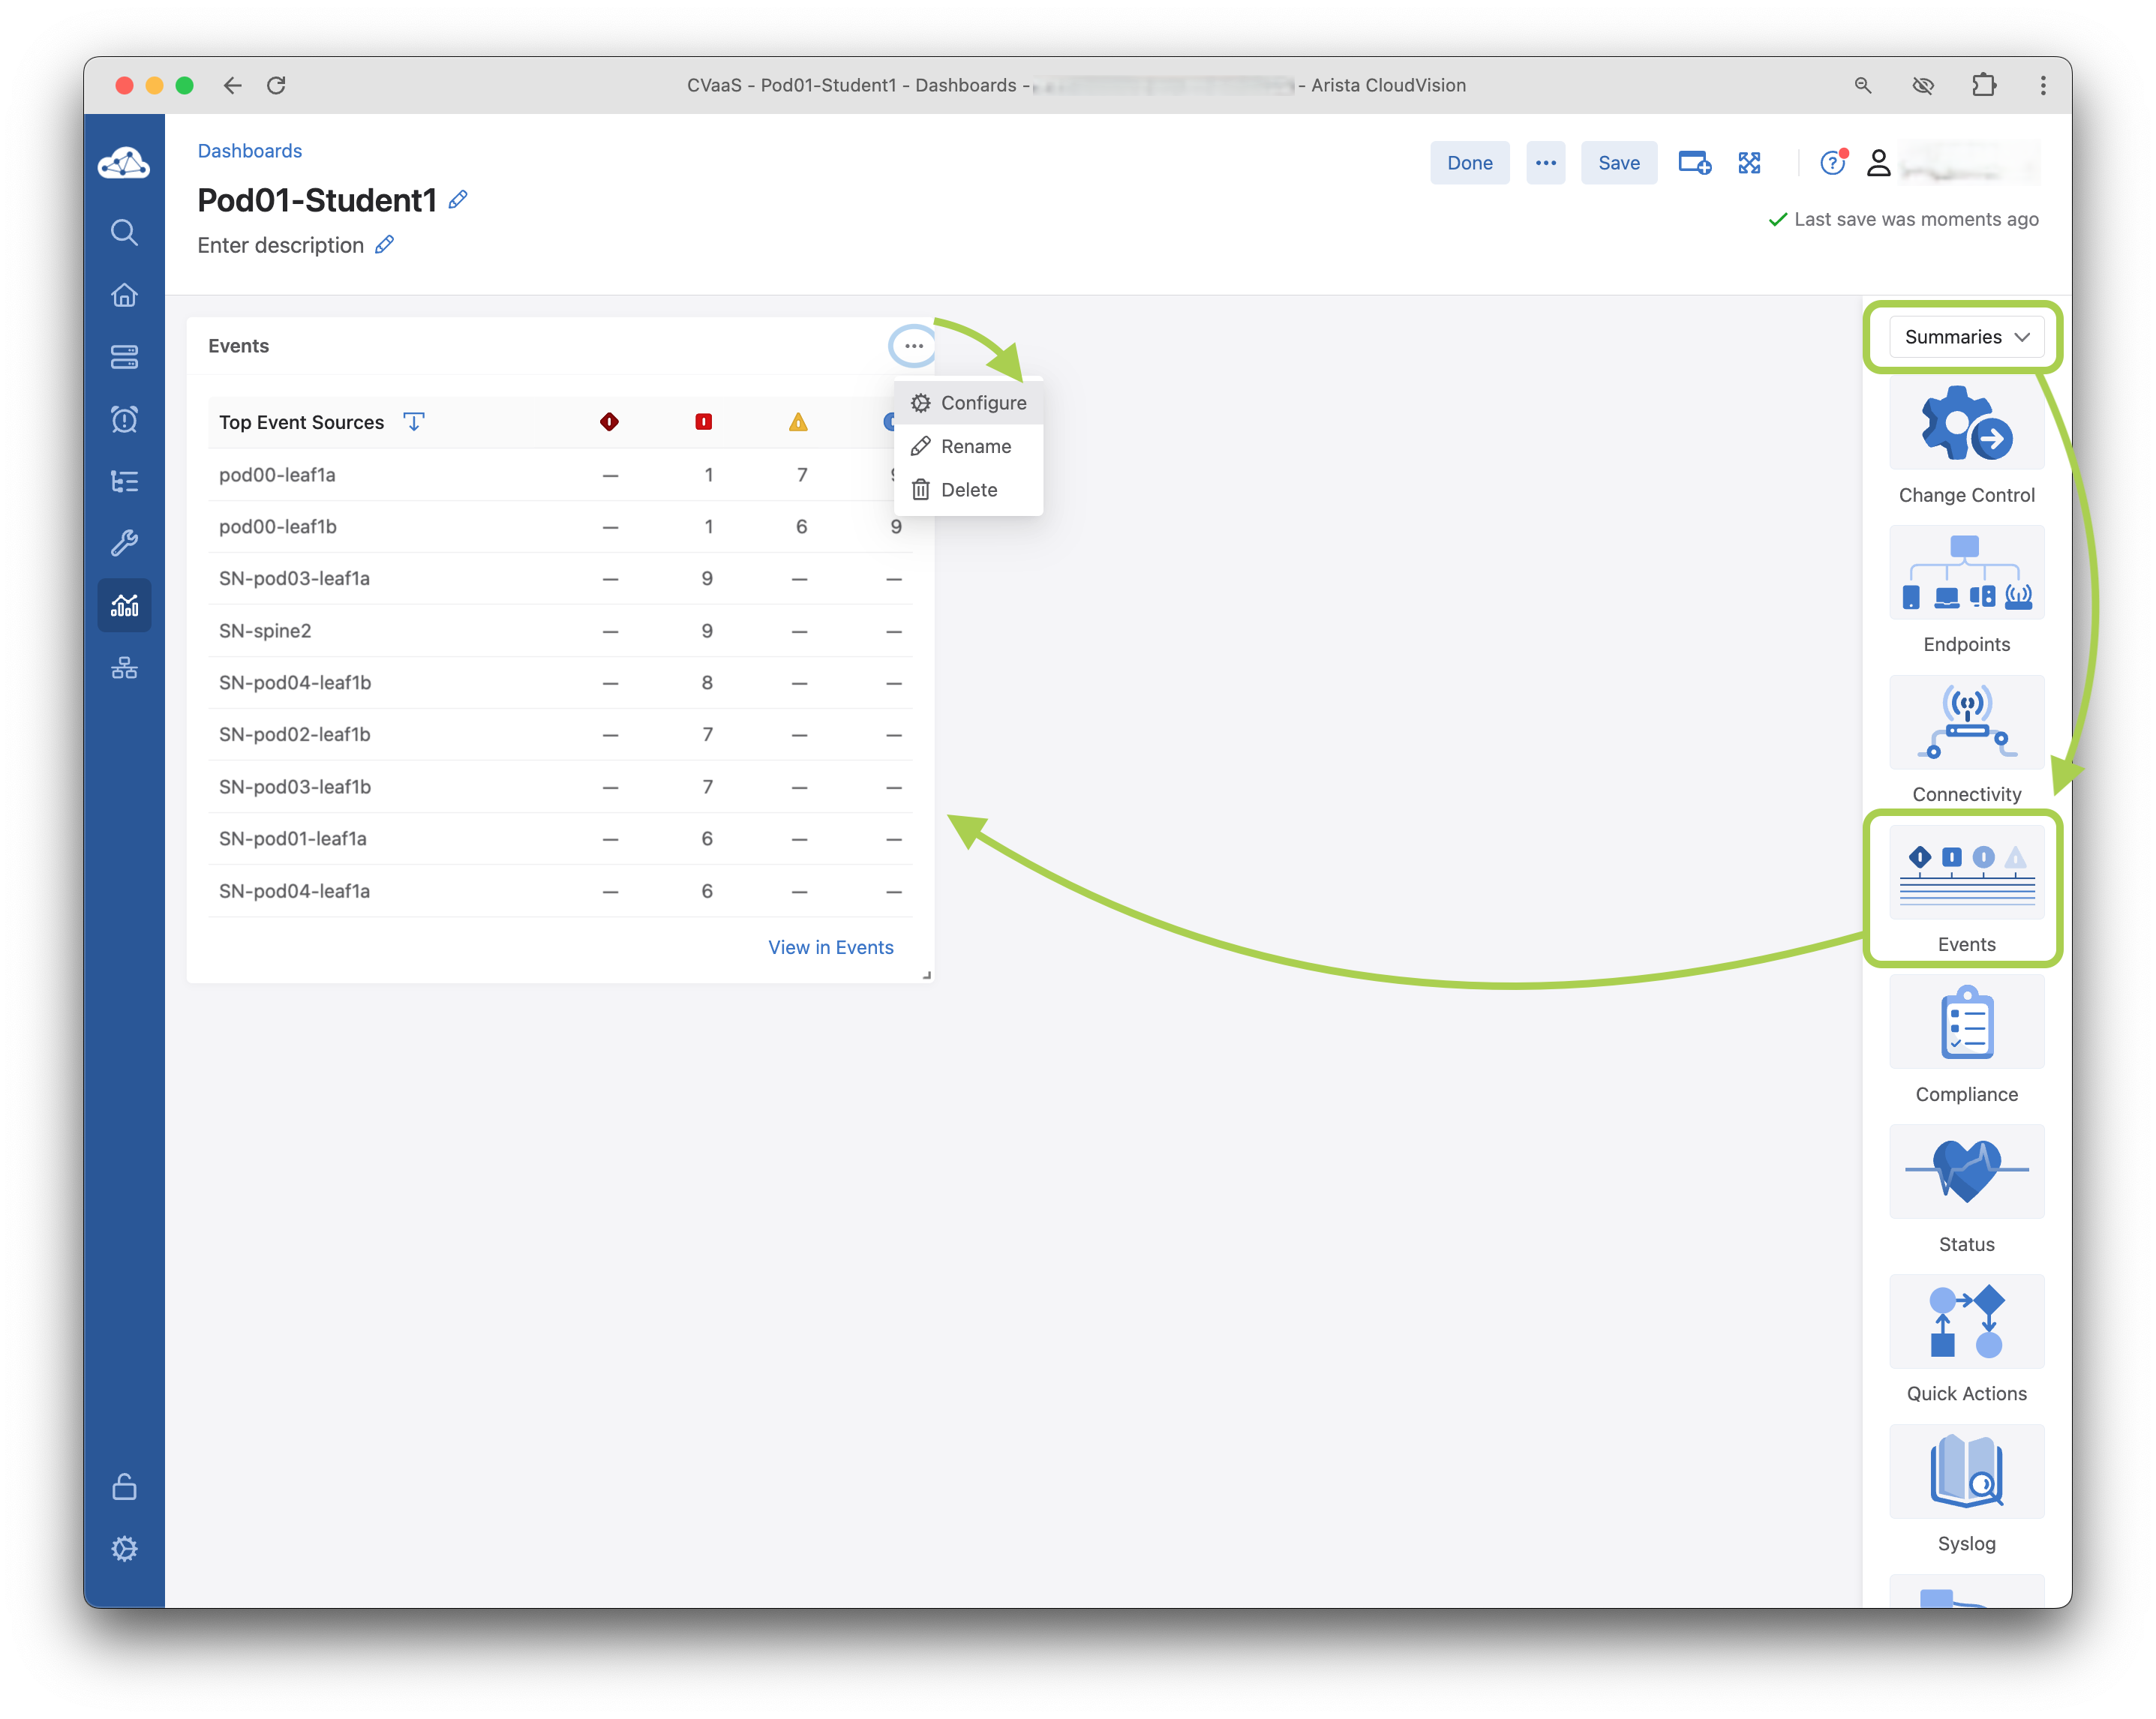 CVaaS - Pod01-Student1 - Dashboards - - Arista CloudVision
Dashboards
Done
Save
Pod01-Student1
Last save was moments ago
Enter description
Events
Summaries
Configure
Rename
Delete
Top Event Sources
pod00-leaf1a — 1 7
pod00-leaf1b — 1 6 9
SN-pod03-leaf1a — 9 — —
SN-spine2 — 9 — —
SN-pod04-leaf1b — 8 — —
SN-pod02-leaf1b — 7 — —
SN-pod03-leaf1b — 7 — —
SN-pod01-leaf1a — 6 — —
SN-pod04-leaf1a — 6 — —
View in Events
Change Control
Endpoints
Connectivity
Events
Compliance
Status
Quick Actions
Syslog